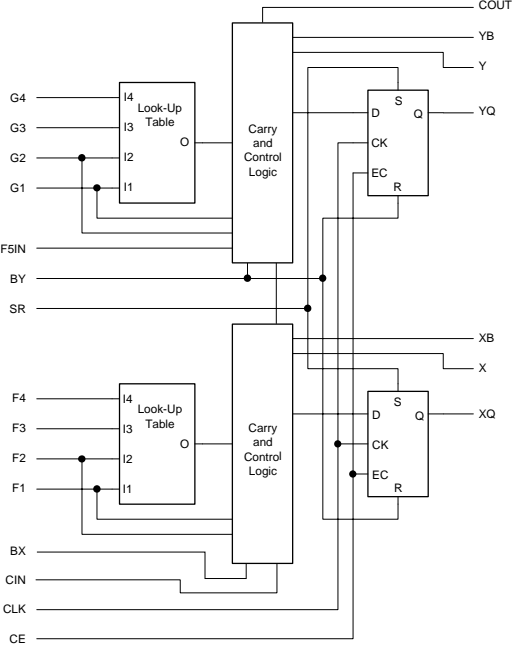 COUT
YB
Y
G4
I4
Look-Up
Table
S
D
Q
YQ
G3
I3
G2
I2
O
Carry
and
Control
Logic
CK
G1
I1
EC
R
F5IN
BY
SR
XB
X
F4
I4
Look-Up
Table
S
D
Q
XQ
F3
I3
F2
I2
O
Carry
and
Control
Logic
CK
F1
I1
EC
R
BX
CIN
CLK
CE